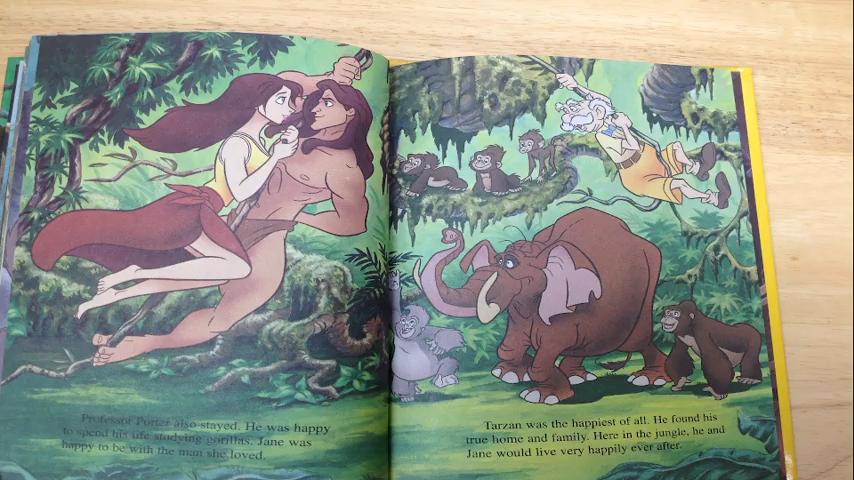 Professor Porter also stayed. He was happy
to spend his life studying gorillas. Jane was
happy to be with the man she loved.
Tarzan was the happiest of all. He found his
true home and family. Here in the jungle, he and
Jane would live very happily ever after.